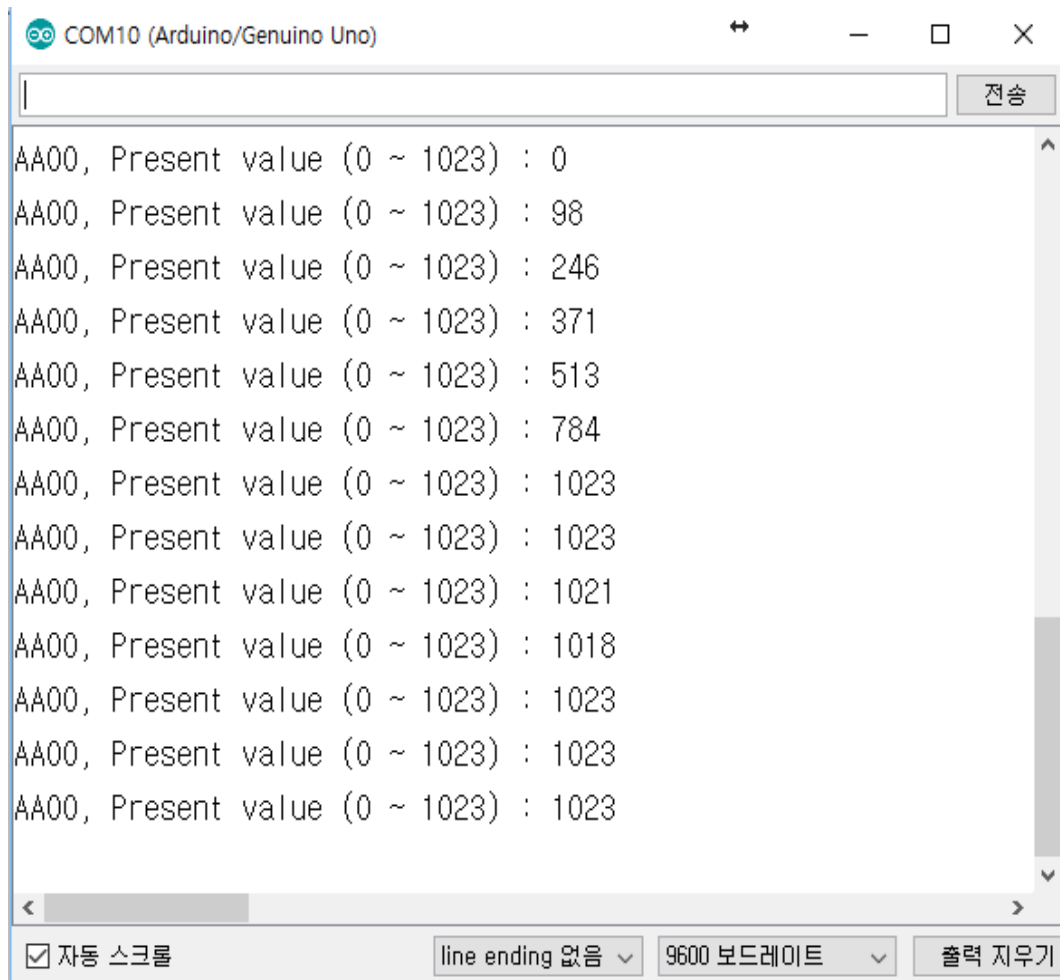 COM10 (Arduino/Genuino Uno)
전송
AA00, Present value (0 ~ 1023) : 0
AA00, Present value (0 ~ 1023) : 98
AA00, Present value (0 ~ 1023) : 246
AA00, Present value (0 ~ 1023) : 371
AA00, Present value (0 ~ 1023) : 513
AA00, Present value (0 ~ 1023) : 784
AA00, Present value (0 ~ 1023) : 1023
AA00, Present value (0 ~ 1023) : 1023
AA00, Present value (0 ~ 1023) : 1021
AA00, Present value (0 ~ 1023) : 1018
AA00, Present value (0 ~ 1023) : 1023
AA00, Present value (0 ~ 1023) : 1023
AA00, Present value (0 ~ 1023) : 1023
자동 스크롤 line ending 없음 9600 보드레이트 출력 지우기